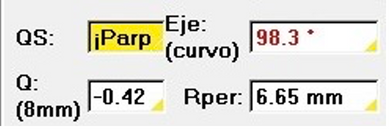 QS: ¡Parp Eje: (curvo) 98.3 °
Q: (8mm) -0.42 Rper: 6.65 mm